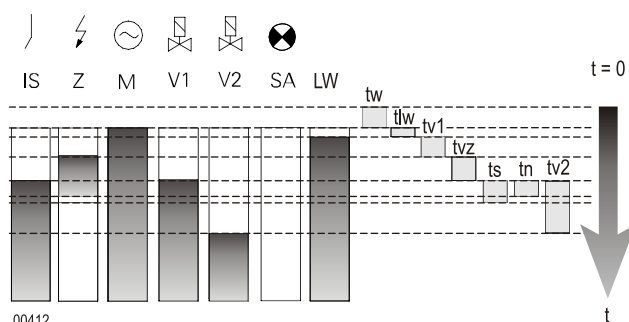 IS Z M V1 V2 SA LW
t = 0
tw
tlw
tv1
tvz
ts tn tv2
t
00412